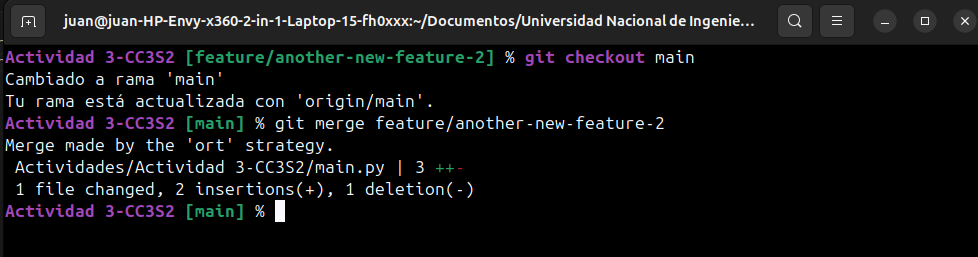 juan@juan-HP-Envy-x360-2-in-1-Laptop-15-fh0xxx:~/Documentos/Universidad Nacional de Ingenie...
Actividad 3-CC3S2 [feature/another-new-feature-2] % git checkout main
Cambiado a rama 'main'
Tu rama está actualizada con 'origin/main'.
Actividad 3-CC3S2 [main] % git merge feature/another-new-feature-2
Merge made by the 'ort' strategy.
 Actividades/Actividad 3-CC3S2/main.py | 3 ++-
 1 file changed, 2 insertions(+), 1 deletion(-)
Actividad 3-CC3S2 [main] %